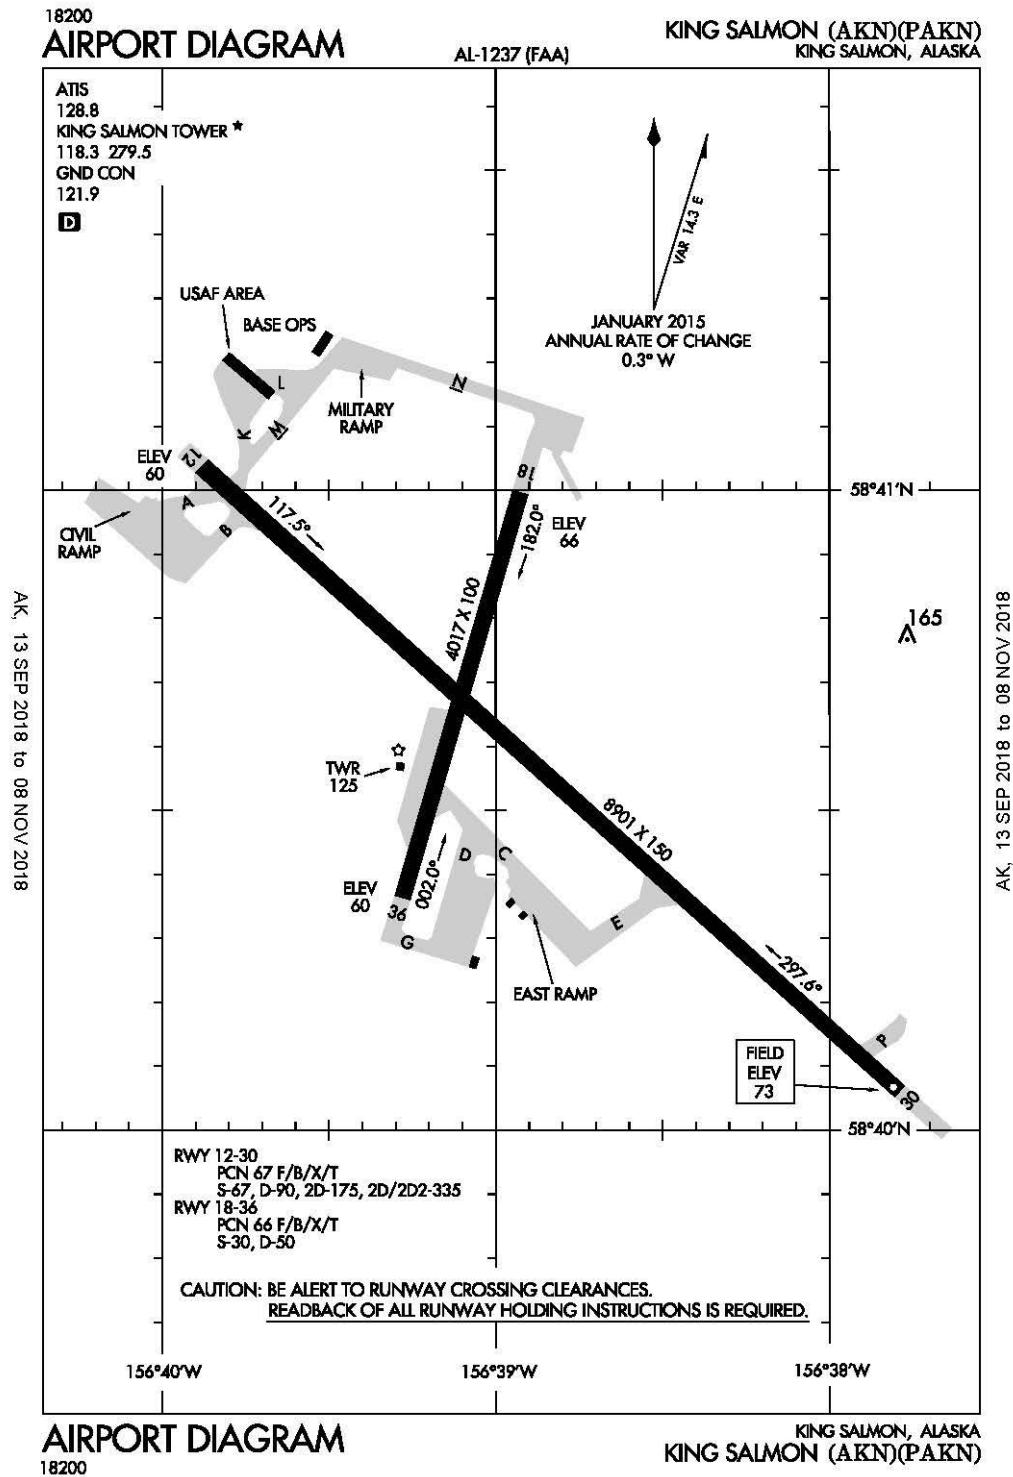 18200
AIRPORT DIAGRAM
AL-1237 (FAA)
KING SALMON (AKN)(PAKN)
KING SALMON, ALASKA
ATIS
128.8
KING SALMON TOWER ★
118.3 279.5
GND CON
121.9
D
VAR 14.3 E
JANUARY 2015
ANNUAL RATE OF CHANGE
0.3° W
USAF AREA
BASE OPS
L
MILITARY
RAMP
N
K
M
ELEV
60
12
18
58°41'N
A
B
CIVIL
RAMP
117.5°
182.0°
ELEV
66
4017 X 100
165
TWR
125
8901 X 150
D
C
002.0°
ELEV
60
36
G
E
EAST RAMP
297.6°
P
FIELD
ELEV
73
30
58°40'N
RWY 12-30
PCN 67 F/B/X/T
S-67, D-90, 2D-175, 2D/2D2-335
RWY 18-36
PCN 66 F/B/X/T
S-30, D-50
CAUTION: BE ALERT TO RUNWAY CROSSING CLEARANCES.
READBACK OF ALL RUNWAY HOLDING INSTRUCTIONS IS REQUIRED.
156°40'W
156°39'W
156°38'W
AK, 13 SEP 2018 to 08 NOV 2018
AK, 13 SEP 2018 to 08 NOV 2018
AIRPORT DIAGRAM
18200
KING SALMON, ALASKA
KING SALMON (AKN)(PAKN)